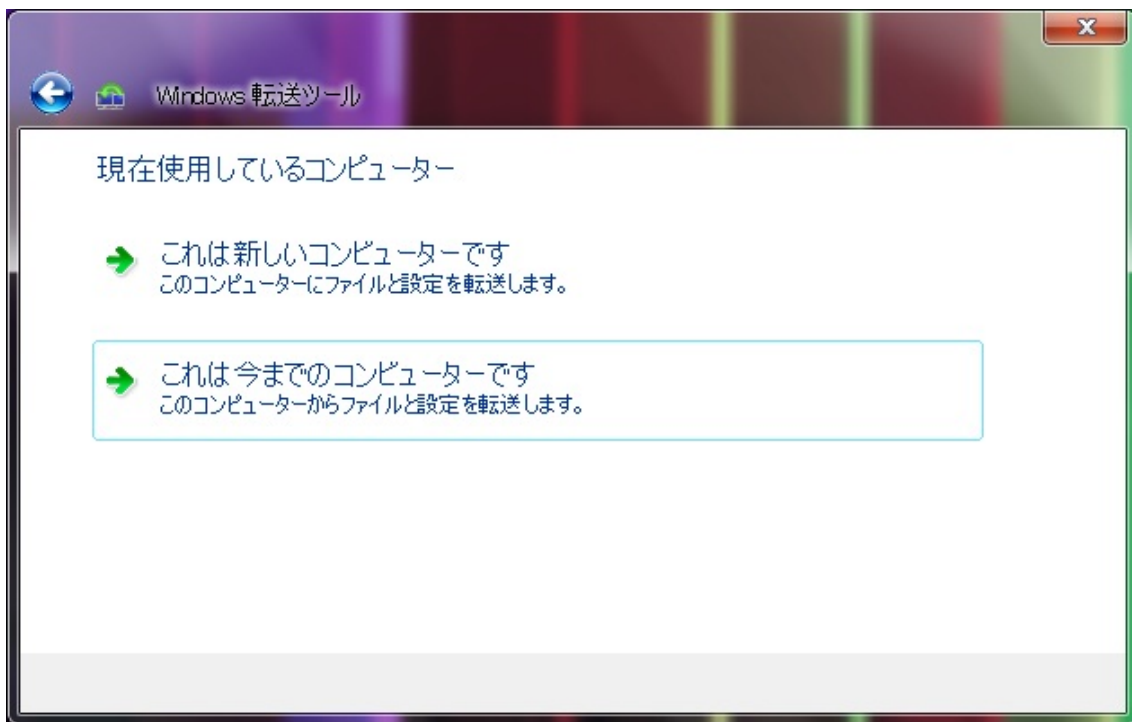 Windows 転送ツール
現在使用しているコンピューター
これは新しいコンピューターです
このコンピューターにファイルと設定を転送します。
これは今までのコンピューターです
このコンピューターからファイルと設定を転送します。